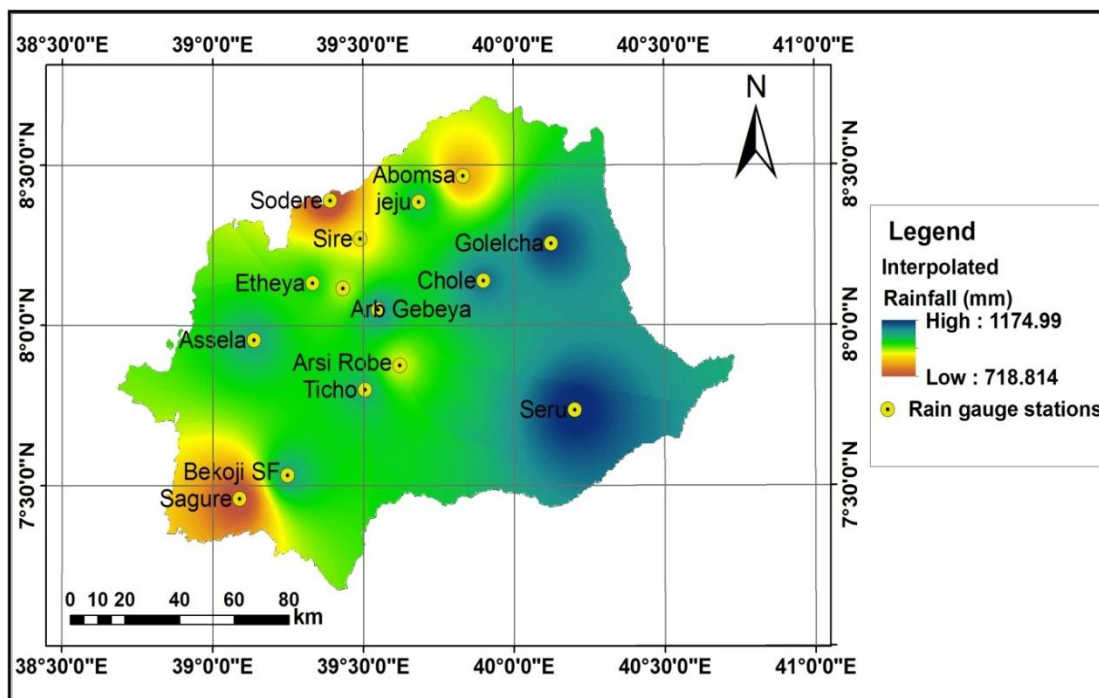 38°30'0"E 39°0'0"E 39°30'0"E 40°0'0"E 40°30'0"E 41°0'0"E
8°30'0"N
8°0'0"N
7°30'0"N
8°30'0"N
8°0'0"N
7°30'0"N
N
Abomsa
Sodere
jeju
Sire
Golelcha
Etheya
Chole
Arb Gebeya
Assela
Arsi Robe
Ticho
Seru
Bekoji SF
Sagure
0 10 20 40 60 80
km
Legend
Interpolated
Rainfall (mm)
High : 1174.99
Low : 718.814
Rain gauge stations
38°30'0"E 39°0'0"E 39°30'0"E 40°0'0"E 40°30'0"E 41°0'0"E